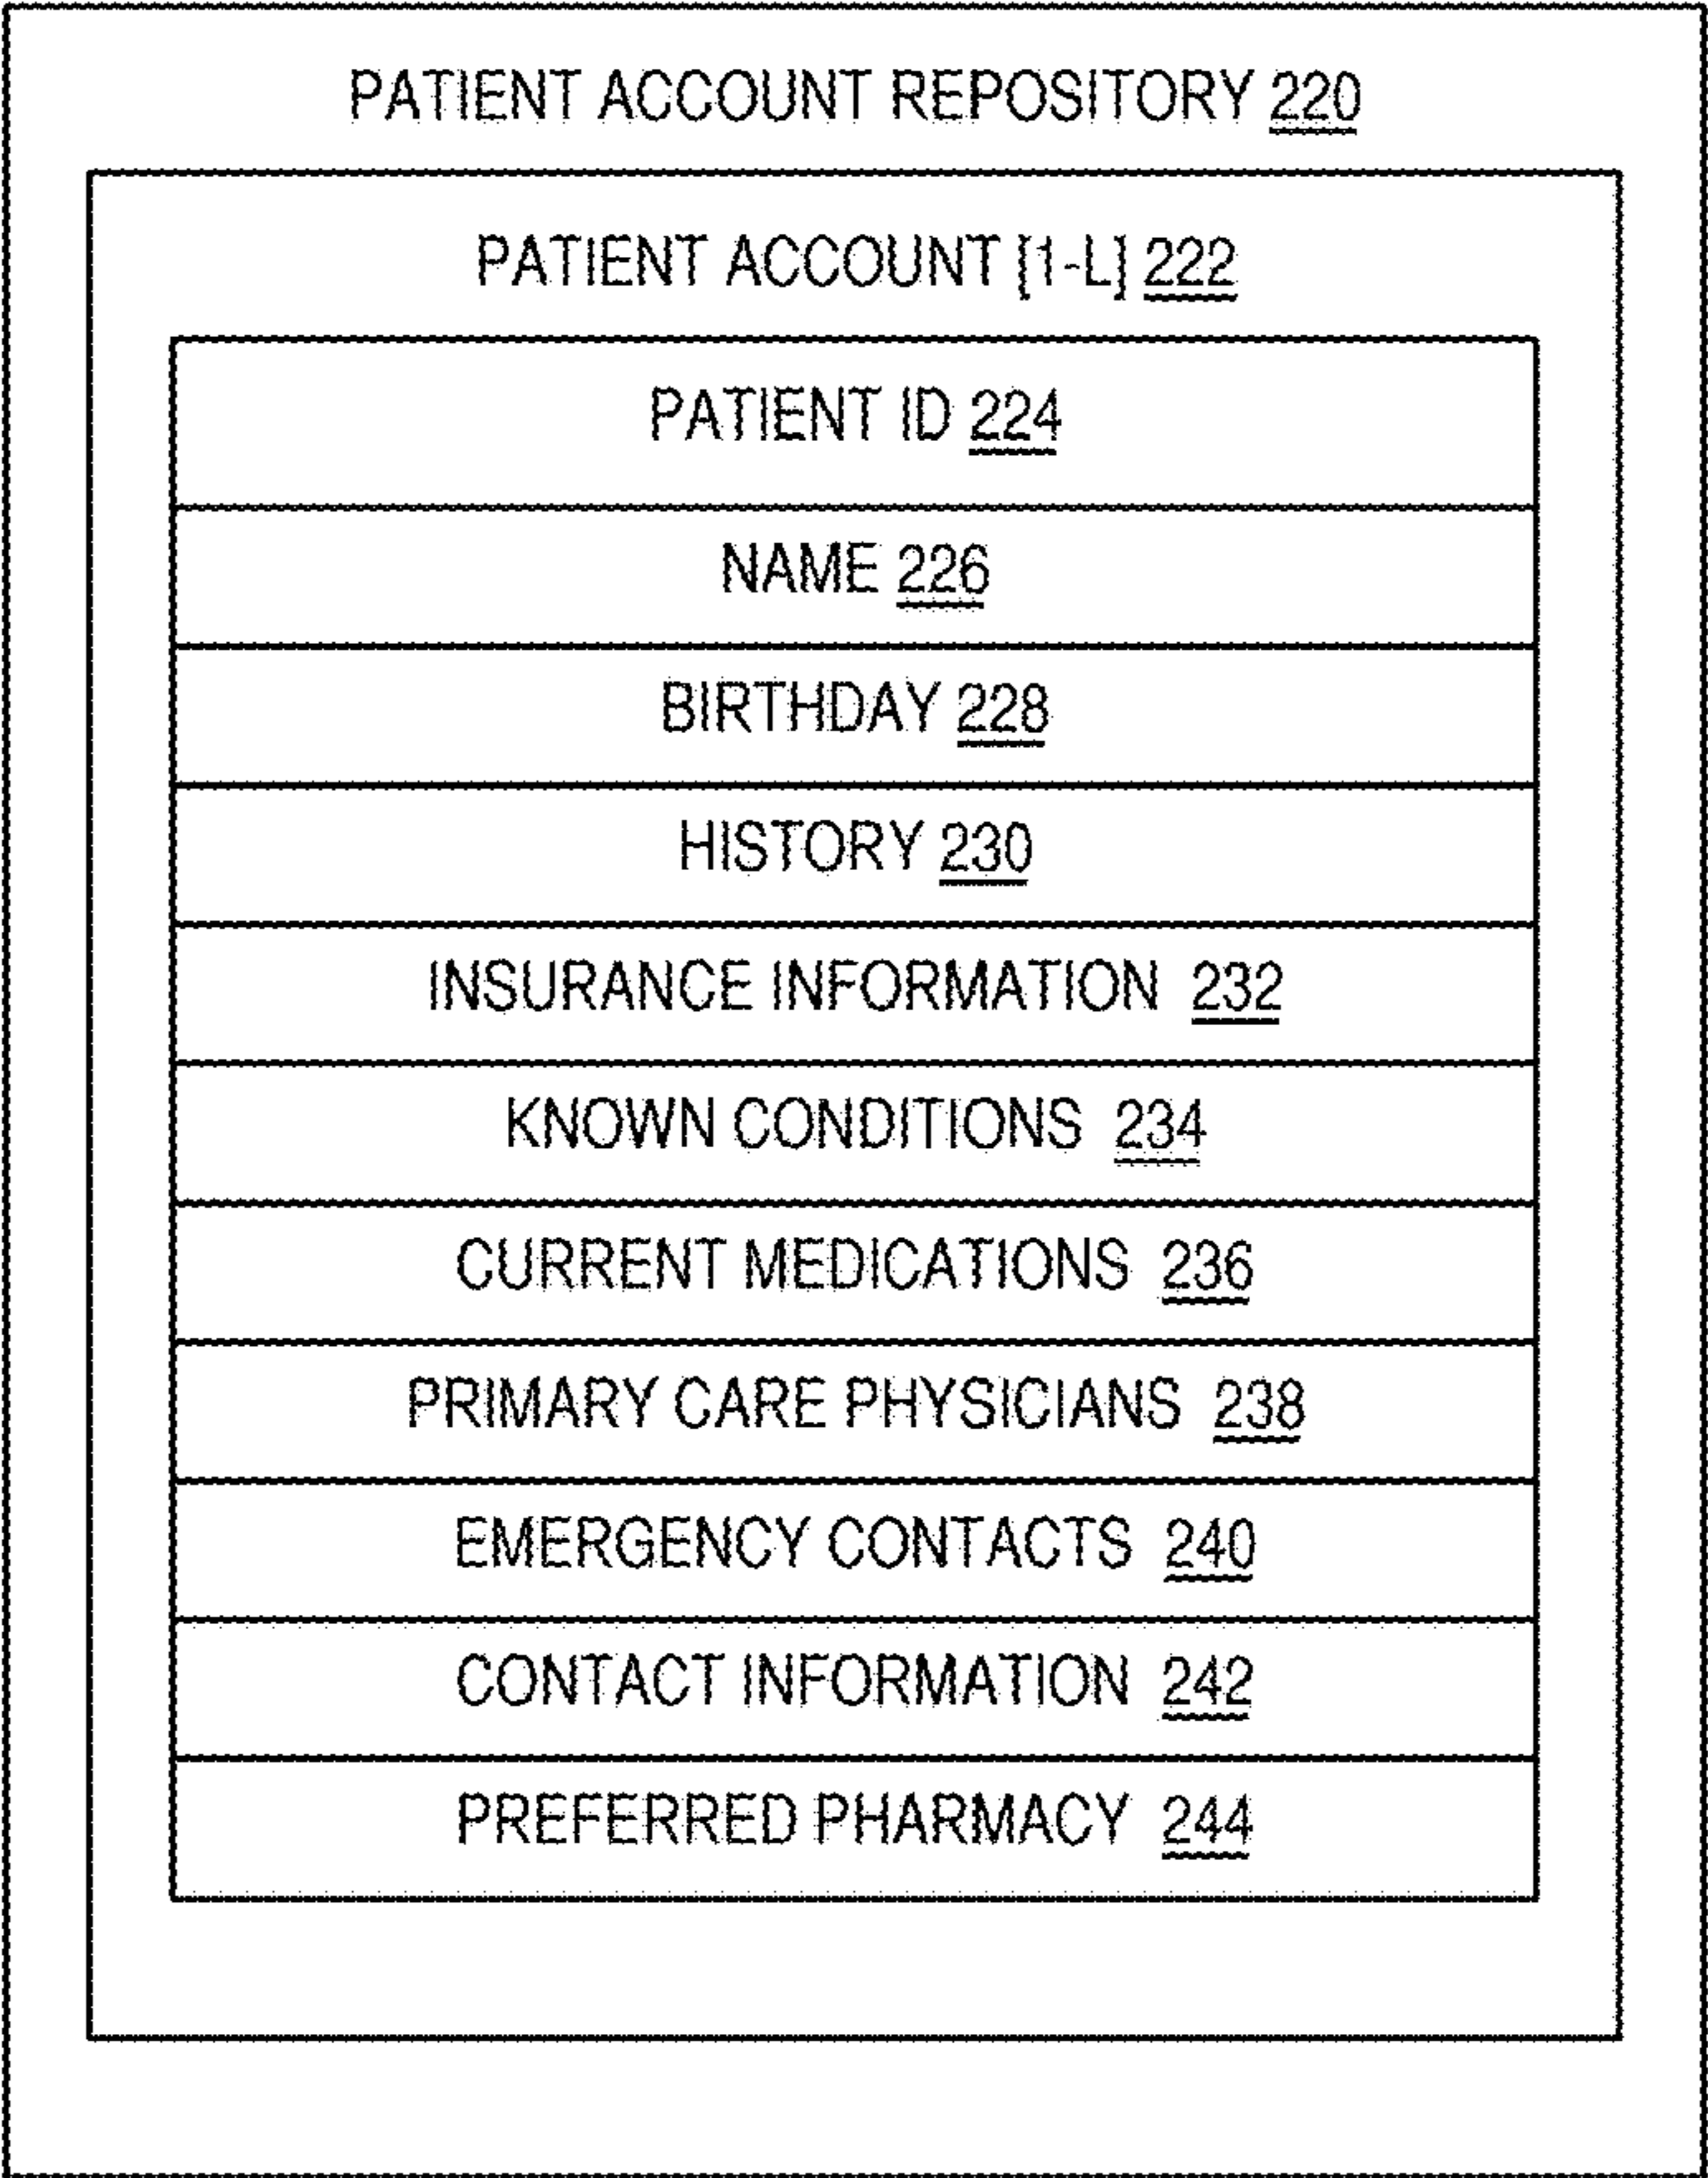 PATIENT ACCOUNT REPOSITORY 220
PATIENT ACCOUNT [1-L] 222
PATIENT ID 224
NAME 226
BIRTHDAY 228
HISTORY 230
INSURANCE INFORMATION 232
KNOWN CONDITIONS 234
CURRENT MEDICATIONS 236
PRIMARY CARE PHYSICIANS 238
EMERGENCY CONTACTS 240
CONTACT INFORMATION 242
PREFERRED PHARMACY 244